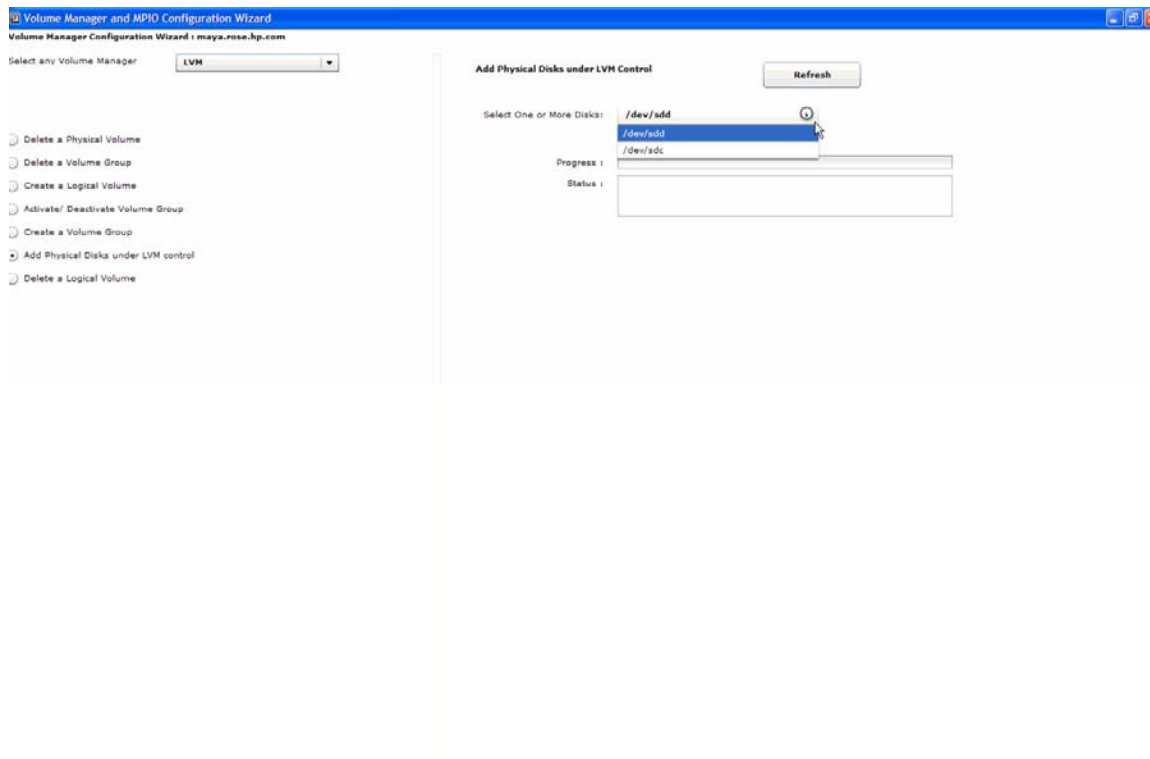 Volume Manager and MPIO Configuration Wizard
Volume Manager Configuration Wizard : maya.rose.hp.com
Select any Volume Manager
LVM
Delete a Physical Volume
Delete a Volume Group
Create a Logical Volume
Activate/ Deactivate Volume Group
Create a Volume Group
Add Physical Disks under LVM control
Delete a Logical Volume
Add Physical Disks under LVM Control
Refresh
Select One or More Disks:
/dev/sdd
/dev/sdd
/dev/sdc
Progress :
Status :